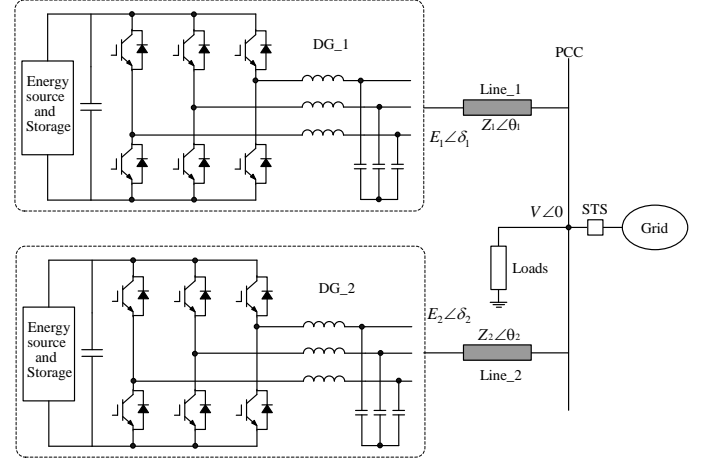 DG_1
Energy
source
and
Storage
PCC
Line_1
Z₁∠θ₁
E₁∠δ₁
V∠0
STS
Grid
Loads
DG_2
Energy
source
and
Storage
E₂∠δ₂
Z₂∠θ₂
Line_2